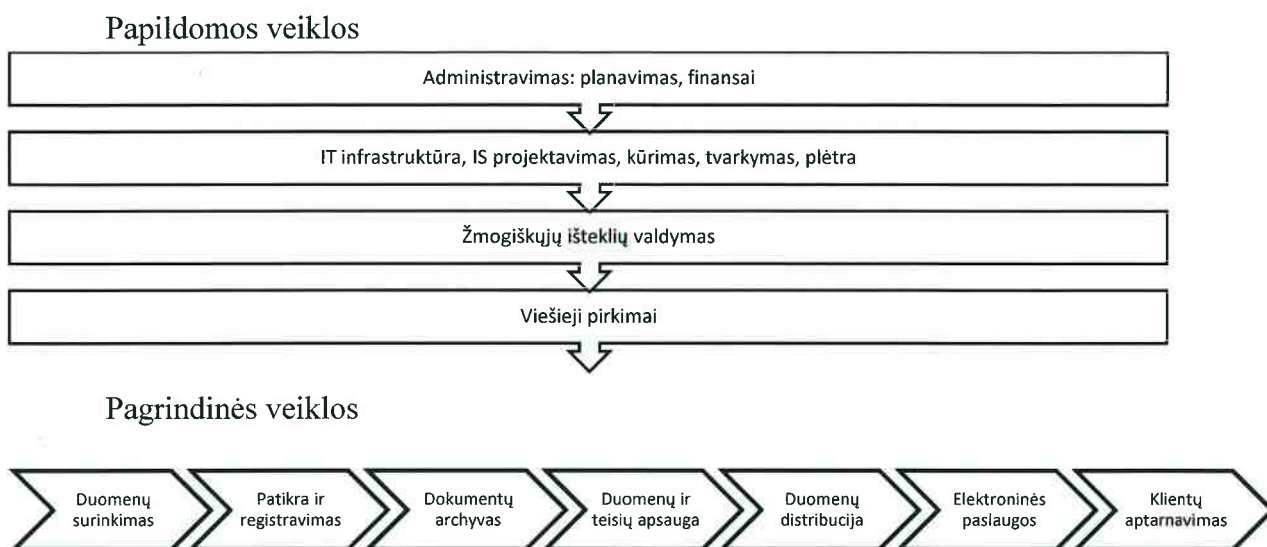 Papildomos veiklos
Administravimas: planavimas, finansai
IT infrastruktūra, IS projektavimas, kūrimas, tvarkymas, plėtra
Žmogiškųjų išteklių valdymas
Viešieji pirkimai
Pagrindinės veiklos
Duomenų
surinkimas
Patikra ir
registravimas
Dokumentų
archyvas
Duomenų ir
teisių apsauga
Duomenų
distribucija
Elektroninės
paslaugos
Klientų
aptarnavimas